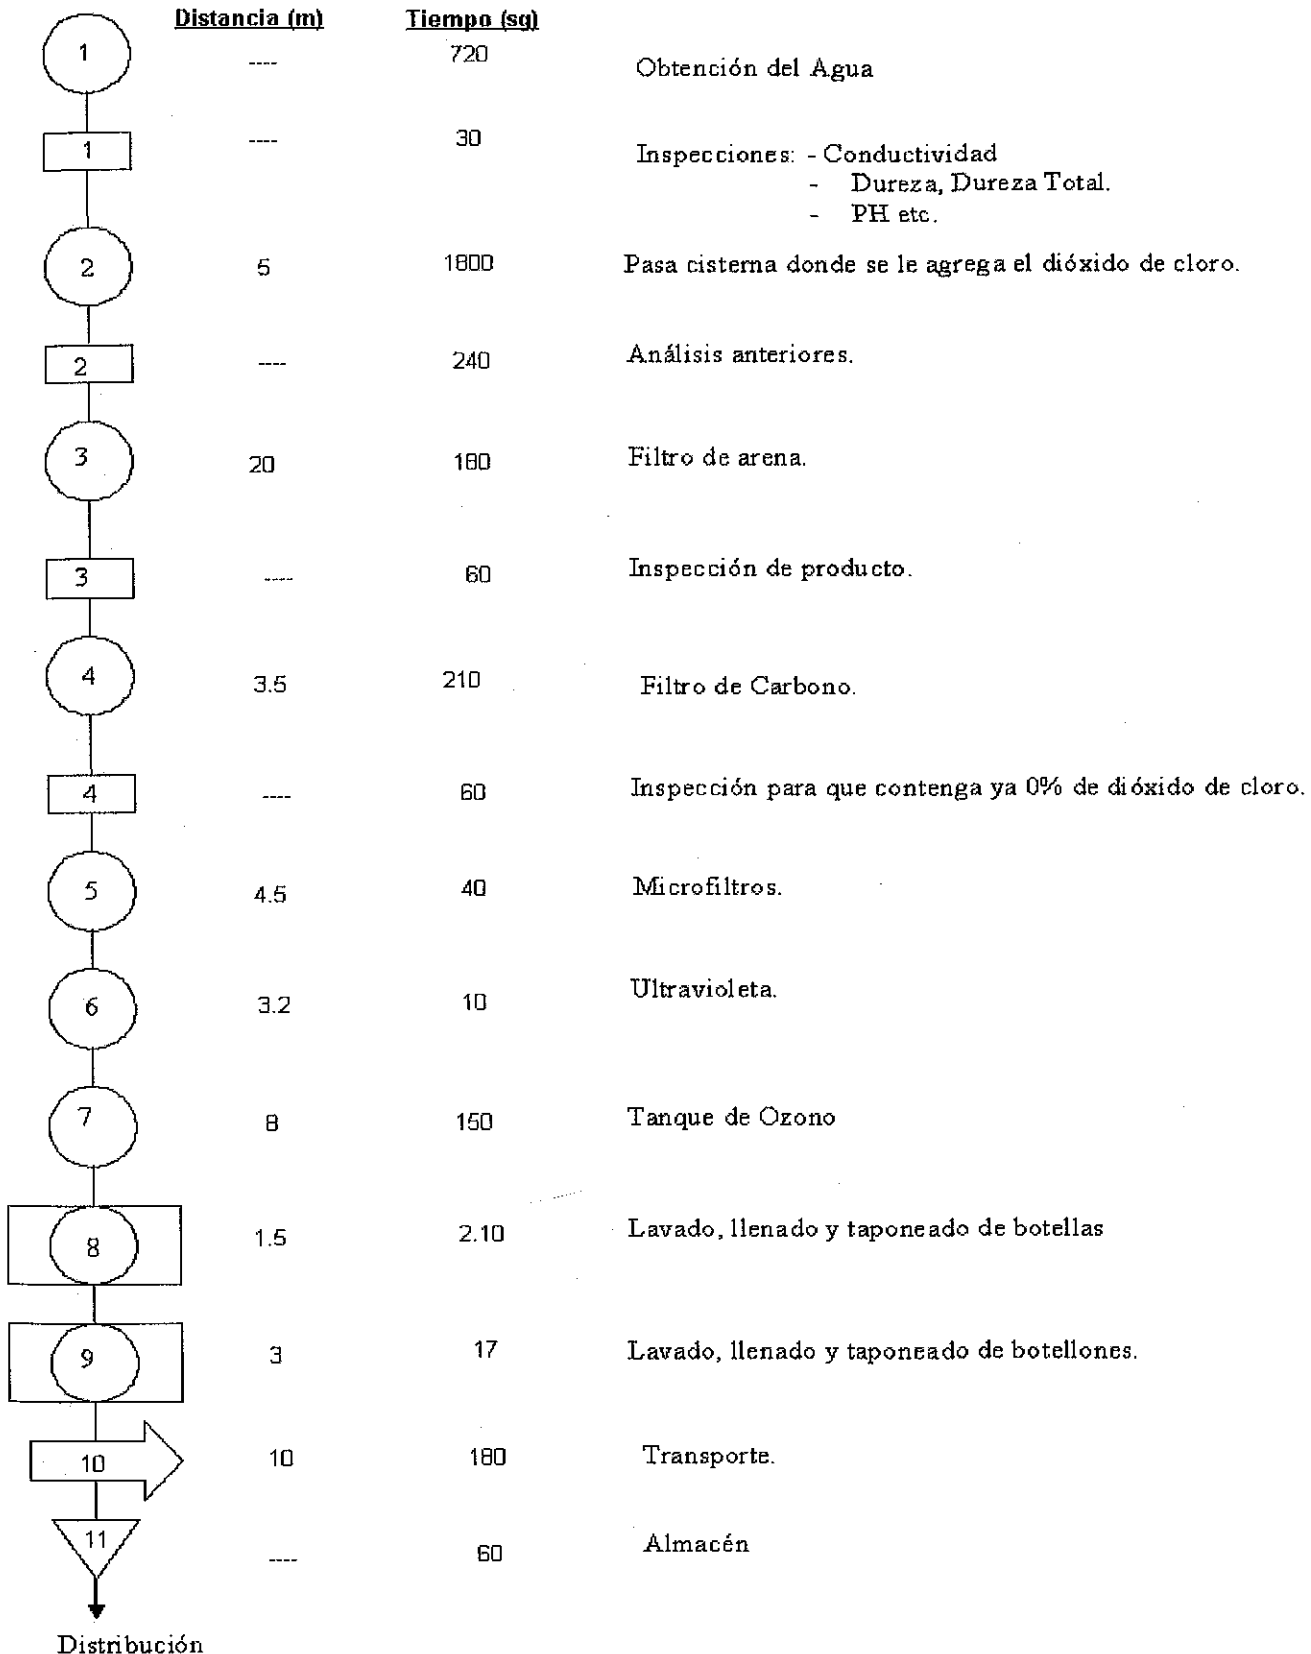 Distancia (m) Tiempo (sg)
1 ---- 720 Obtención del Agua
1 ---- 30 Inspecciones: - Conductividad
- Dureza, Dureza Total.
- PH etc.
2 5 1800 Pasa cisterna donde se le agrega el dióxido de cloro.
2 ---- 240 Análisis anteriores.
3 20 180 Filtro de arena.
3 ---- 60 Inspección de producto.
4 3.5 210 Filtro de Carbono.
4 ---- 60 Inspección para que contenga ya 0% de dióxido de cloro.
5 4.5 40 Microfiltros.
6 3.2 10 Ultravioleta.
7 8 150 Tanque de Ozono
8 1.5 2.10 Lavado, llenado y taponeado de botellas
9 3 17 Lavado, llenado y taponeado de botellones.
10 10 180 Transporte.
11 ---- 60 Almacén
Distribución